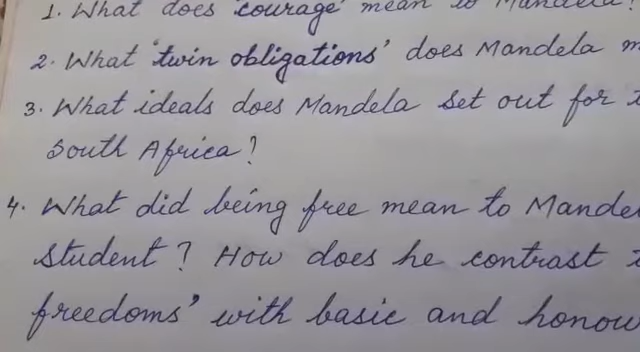 1. What does 'courage' mean to Mandela?
2. What 'twin obligations' does Mandela
3. What ideals does Mandela set out for
South Africa?
4. What did being free mean to
student? How does he contrast
freedoms' with basic and